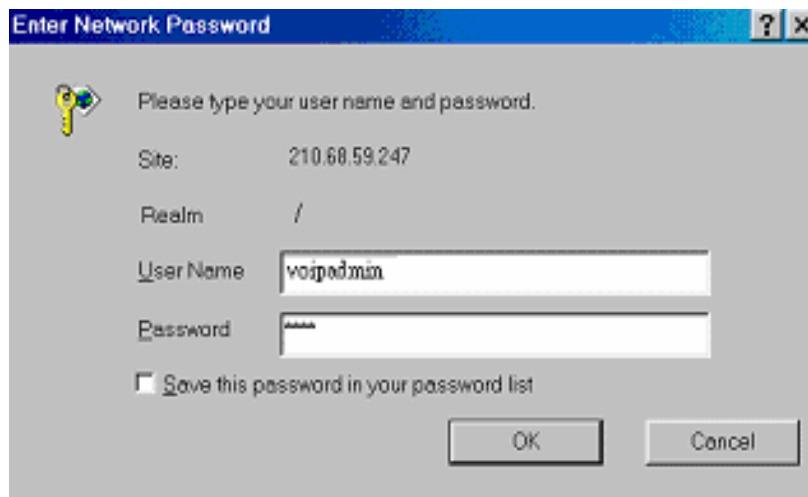 Enter Network Password
Please type your user name and password.
Site: 210.68.59.247
Realm /
User Name voipadmin
Password ****
Save this password in your password list
OK Cancel